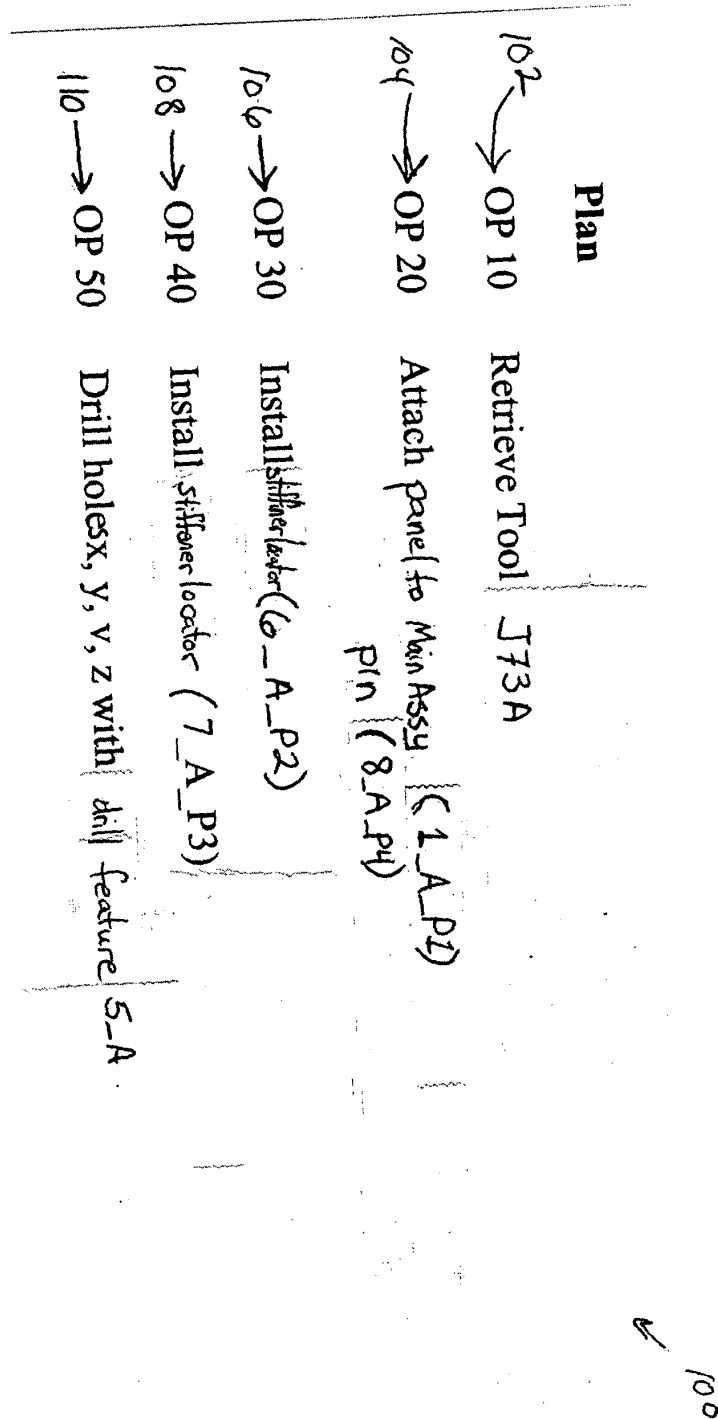 100
Plan
102 → OP 10 Retrieve Tool J73A
104 → OP 20 Attach panel to Main Assy (1_A_P1)
pin (8_A_P4)
106 → OP 30 Install stiffner locator (6_A_P2)
108 → OP 40 Install stiffener locator (7_A_P3)
110 → OP 50 Drill holesx, y, v, z with drill feature 5_A.